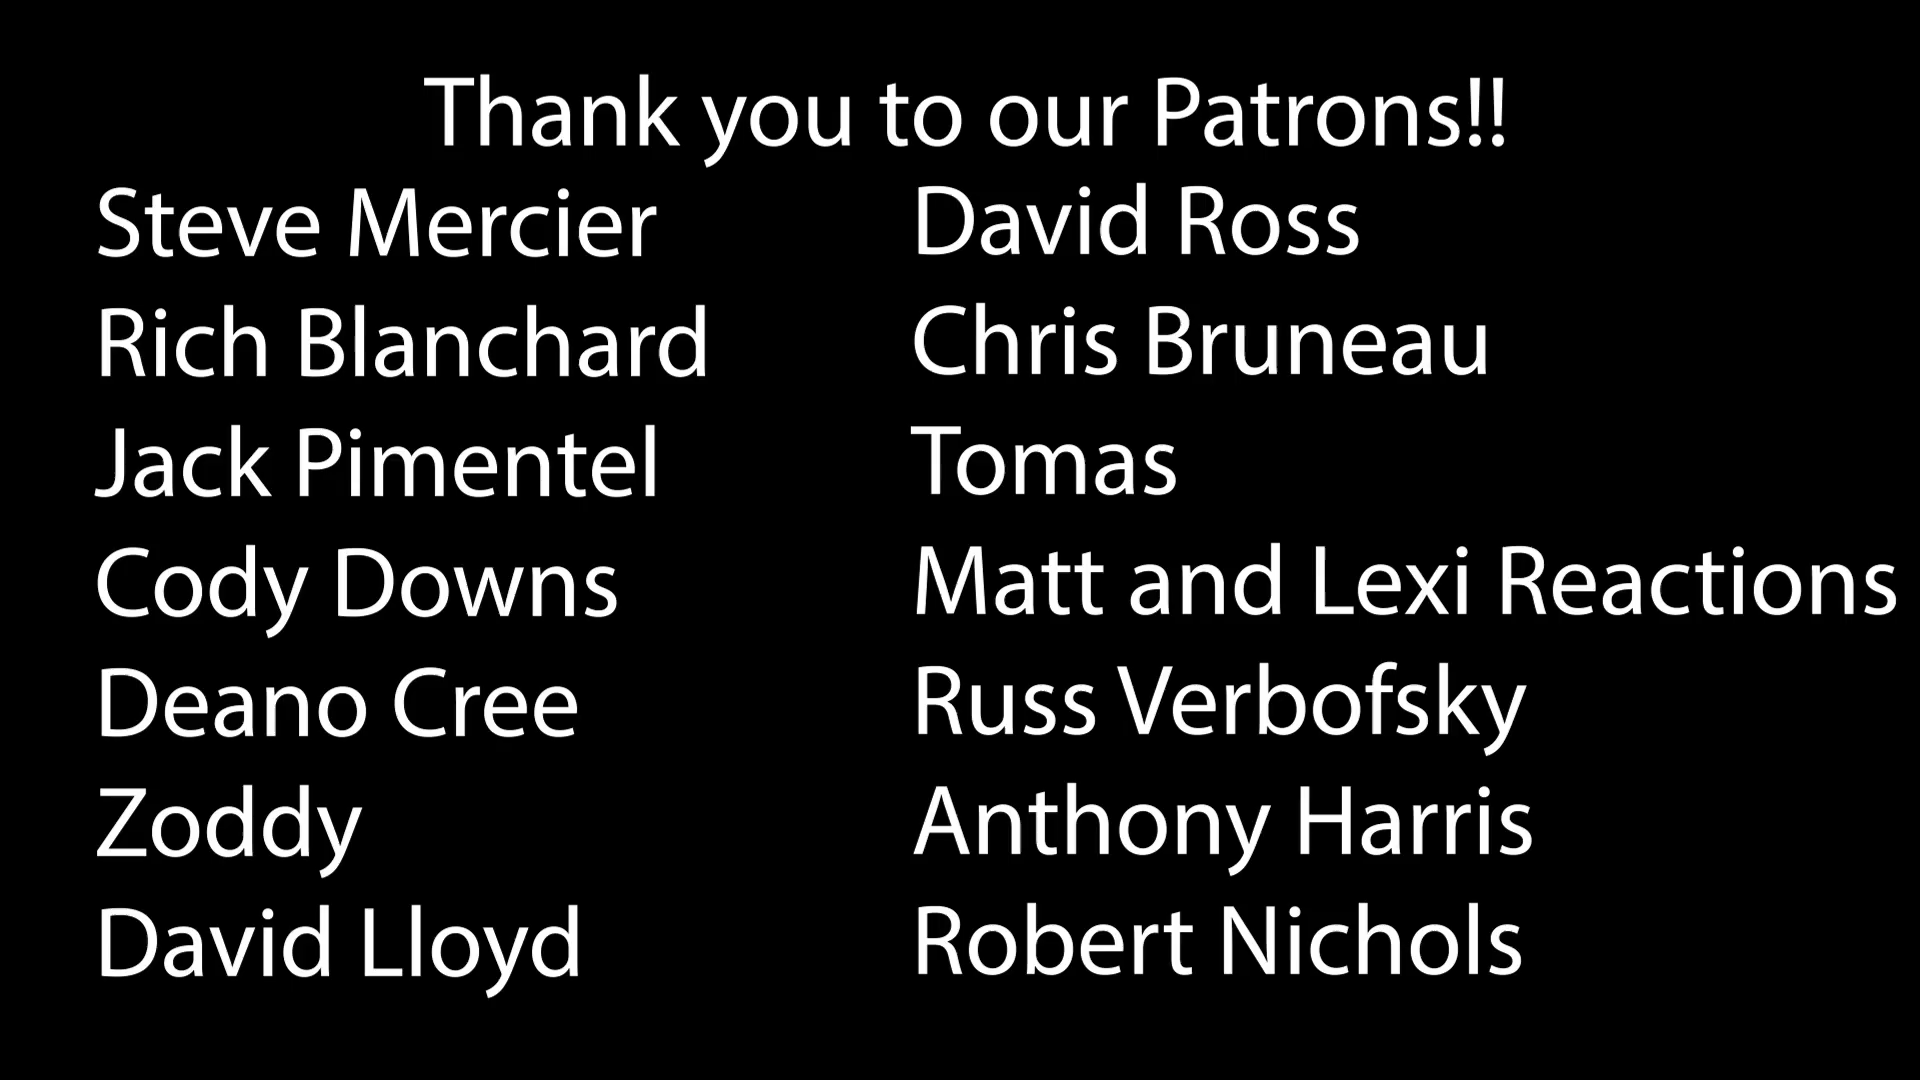 Thank you to our Patrons!!
Steve Mercier
Rich Blanchard
Jack Pimentel
Cody Downs
Deano Cree
Zoddy
David Lloyd
David Ross
Chris Bruneau
Tomas
Matt and Lexi Reactions
Russ Verbofsky
Anthony Harris
Robert Nichols